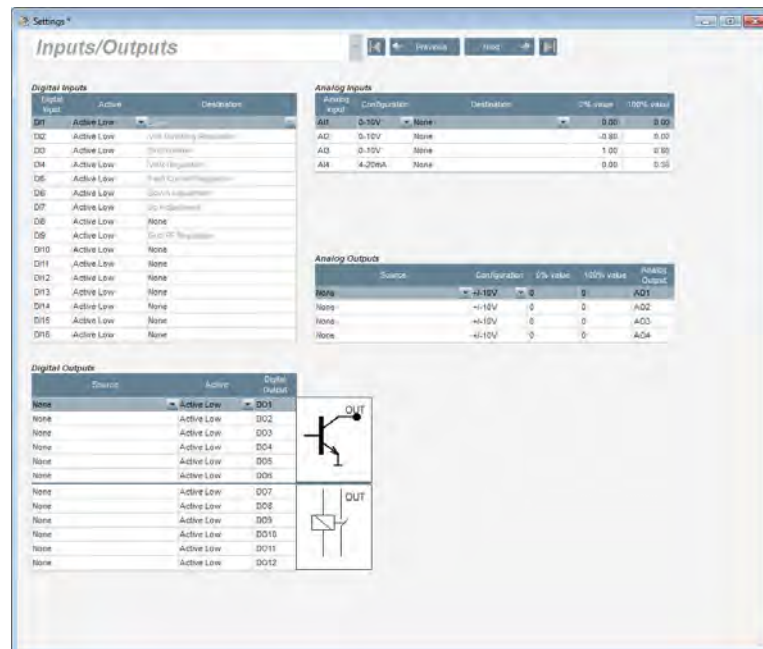 Settings *
Inputs/Outputs
Previous Next
Digital Inputs
Digital Input Active Destination
DI1 Active Low
DI2 Active Low
DI3 Active Low
DI4 Active Low
DI5 Active Low
DI6 Active Low
DI7 Active Low Up Adjustment
DI8 Active Low None
DI9 Active Low
DI10 Active Low None
DI11 Active Low None
DI12 Active Low None
DI13 Active Low None
DI14 Active Low None
DI15 Active Low None
DI16 Active Low None
Analog Inputs
Analog Input Configuration Destination 0% value 100% value
AI1 0-10V None 0.00 0.00
AI2 0-10V None 0.00
AI3 0-10V None 1.00
AI4 4-20mA None 0.00
Analog Outputs
Source Configuration 0% value 100% value Analog Output
None +/-10V 0 0 AO1
None +/-10V 0 0 AO2
None +/-10V 0 0 AO3
None +/-10V 0 0 AO4
Digital Outputs
Source Active Digital Output
None Active Low DO1
None Active Low DO2
None Active Low DO3
None Active Low DO4
None Active Low DO5
None Active Low DO6
None Active Low DO7
None Active Low DO8
None Active Low DO9
None Active Low DO10
None Active Low DO11
None Active Low DO12
OUT
OUT